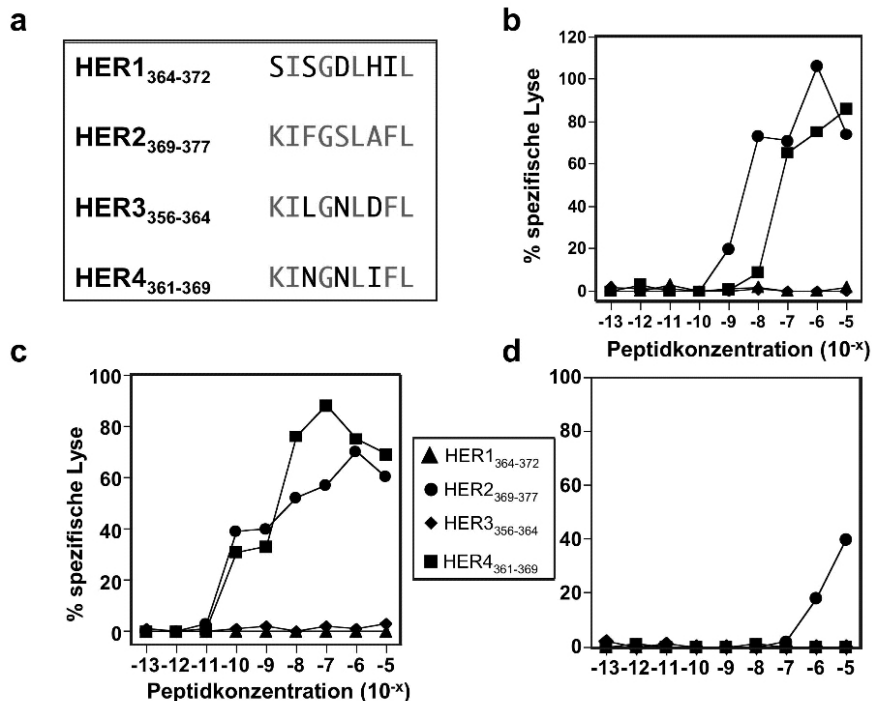 a
HER1364-372 SISGDLHIL
HER2369-377 KIFGSLAFL
HER3356-364 KILGNLDFL
HER4361-369 KINGNLIFL
b
% spezifische Lyse
120
100
80
60
40
20
0
-13 -12 -11 -10 -9 -8 -7 -6 -5
Peptidkonzentration (10-x)
c
% spezifische Lyse
100
80
60
40
20
0
-13 -12 -11 -10 -9 -8 -7 -6 -5
Peptidkonzentration (10-x)
HER1364-372
HER2369-377
HER3356-364
HER4361-369
d
100
80
60
40
20
0
-13 -12 -11 -10 -9 -8 -7 -6 -5